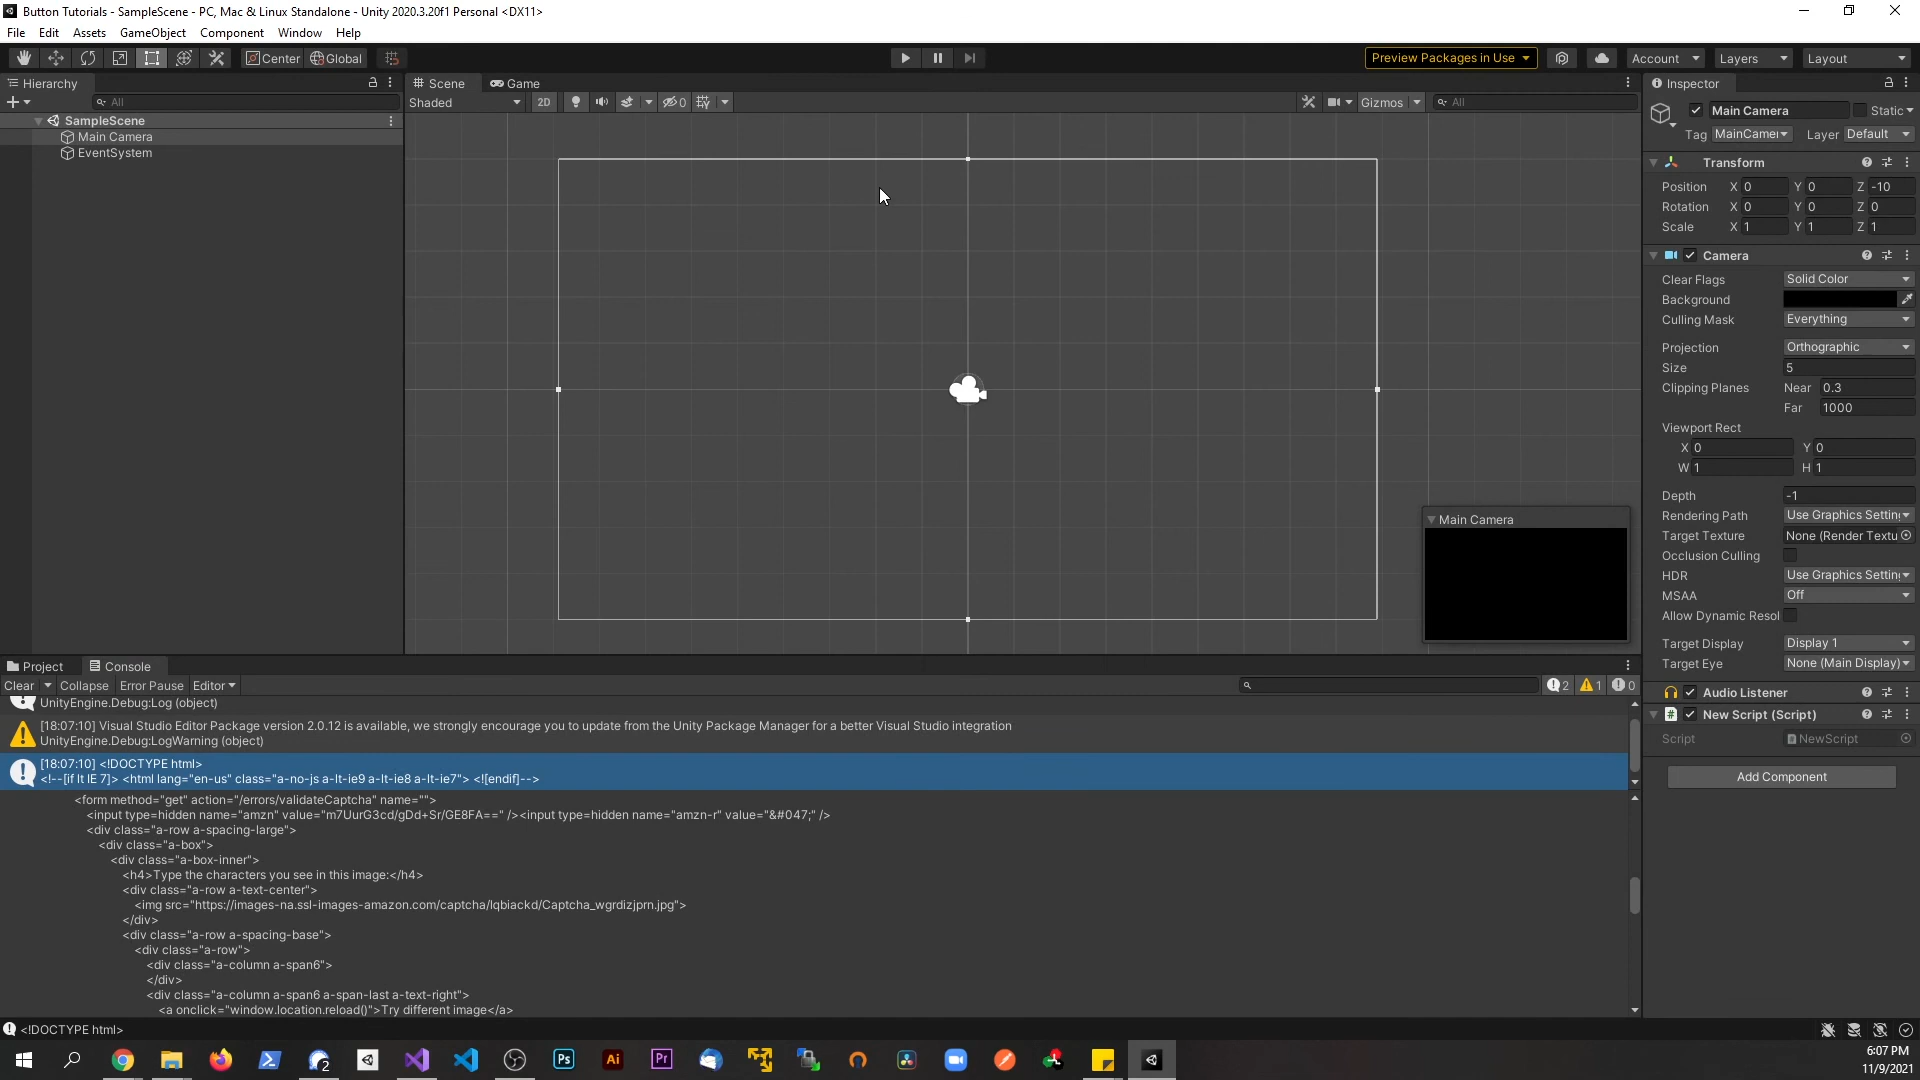 Button Tutorials - SampleScene - PC, Mac & Linux Standalone - Unity 2020.3.20f1 Personal <DX11>
File Edit Assets GameObject Component Window Help
Center Global Preview Packages in Use Account Layers Layout
Hierarchy
All
SampleScene
Main Camera
EventSystem
Scene Game
Shaded 2D 0 Gizmos All
Main Camera
Inspector
Main Camera Static
Tag MainCamer Layer Default
Transform
Position X 0 Y 0 Z -10
Rotation X 0 Y 0 Z 0
Scale X 1 Y 1 Z 1
Camera
Clear Flags Solid Color
Background
Culling Mask Everything
Projection Orthographic
Size 5
Clipping Planes Near 0.3
Far 1000
Viewport Rect
X 0 Y 0
W 1 H 1
Depth -1
Rendering Path Use Graphics Settin
Target Texture None (Render Textu
Occlusion Culling
HDR Use Graphics Settin
MSAA Off
Allow Dynamic Resol
Target Display Display 1
Target Eye None (Main Display)
Audio Listener
New Script (Script)
Script NewScript
Add Component
Project Console
Clear Collapse Error Pause Editor 2 1 0
UnityEngine.Debug:Log (object)
[18:07:10] Visual Studio Editor Package version 2.0.12 is available, we strongly encourage you to update from the Unity Package Manager for a better Visual Studio integration
UnityEngine.Debug:LogWarning (object)
[18:07:10] <!DOCTYPE html>
<!--[if lt IE 7]> <html lang="en-us" class="a-no-js a-lt-ie9 a-lt-ie8 a-lt-ie7"> <![endif]-->
<form method="get" action="/errors/validateCaptcha" name="">
<input type=hidden name="amzn" value="m7UurG3cd/gDd+Sr/GE8FA==" /><input type=hidden name="amzn-r" value="&#047;" />
<div class="a-row a-spacing-large">
<div class="a-box">
<div class="a-box-inner">
<h4>Type the characters you see in this image:</h4>
<div class="a-row a-text-center">
<img src="https://images-na.ssl-images-amazon.com/captcha/lqbiackd/Captcha_wgrdizjprn.jpg">
</div>
<div class="a-row a-spacing-base">
<div class="a-row">
<div class="a-column a-span6">
</div>
<div class="a-column a-span6 a-span-last a-text-right">
<a onclick="window.location.reload()">Try different image</a>
<!DOCTYPE html>
2 Ps Ai Pr
6:07 PM
11/9/2021